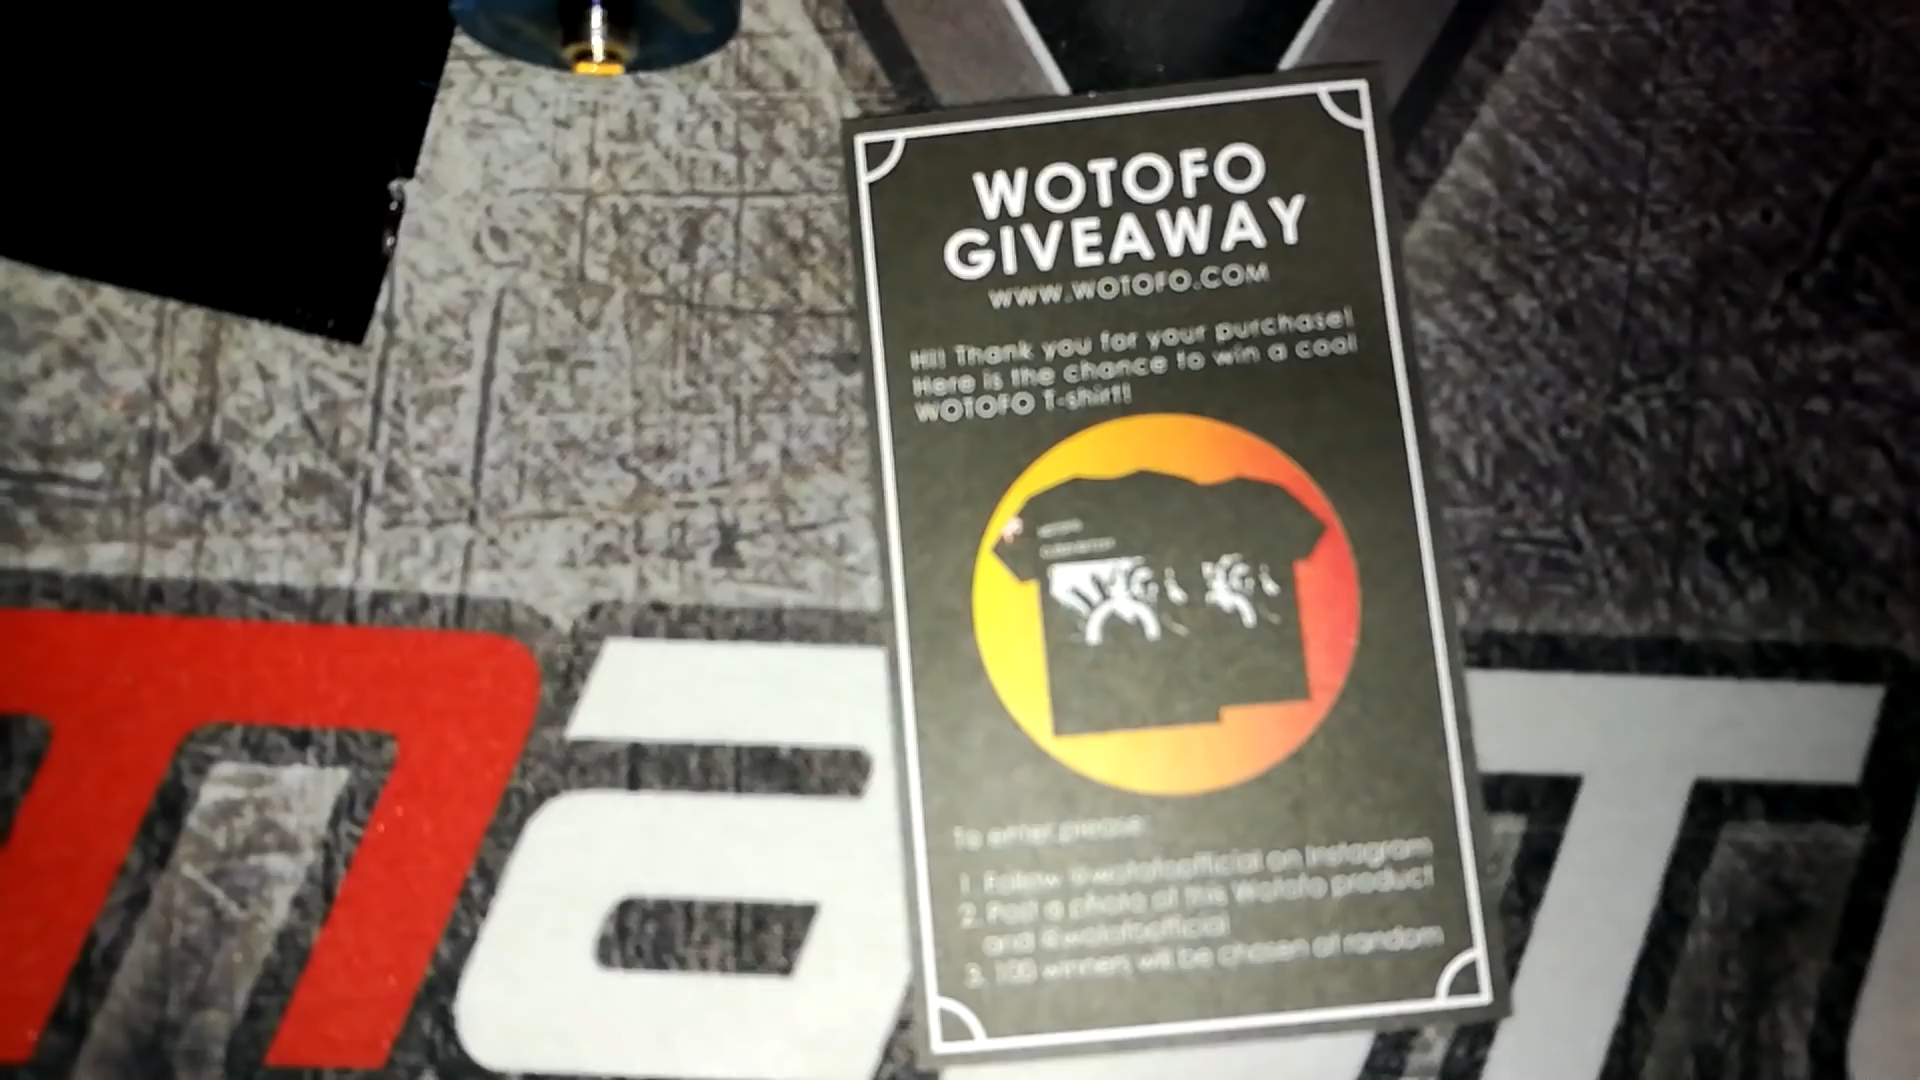 WOTOFO
GIVEAWAY
WWW.WOTOFO.COM
Hi! Thank you for your purchase!
Here is the chance to win a cool
WOTOFO T-shirt!
To enter, please:
1. Follow @wotofoofficial on Instagram
2. Post a photo of this Wotofo product
and @wotofoofficial
3. 100 winners will be chosen at random